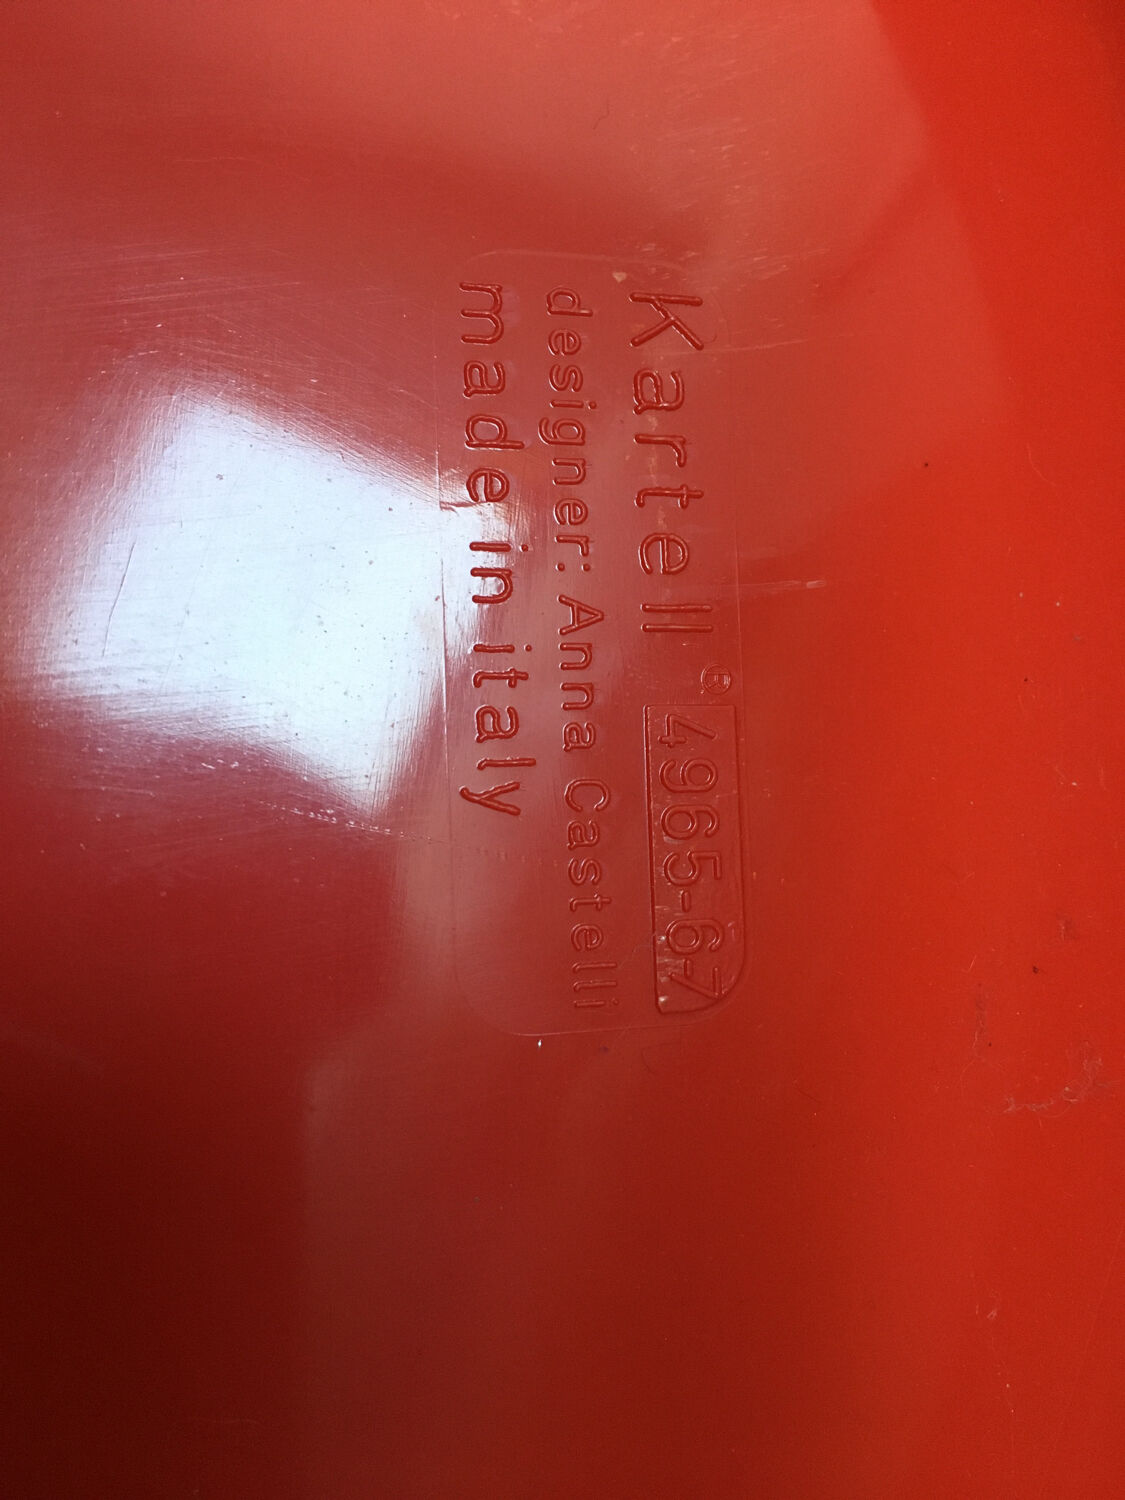 Kartell ® 4965-6-7
designer: Anna Castelli
made in italy